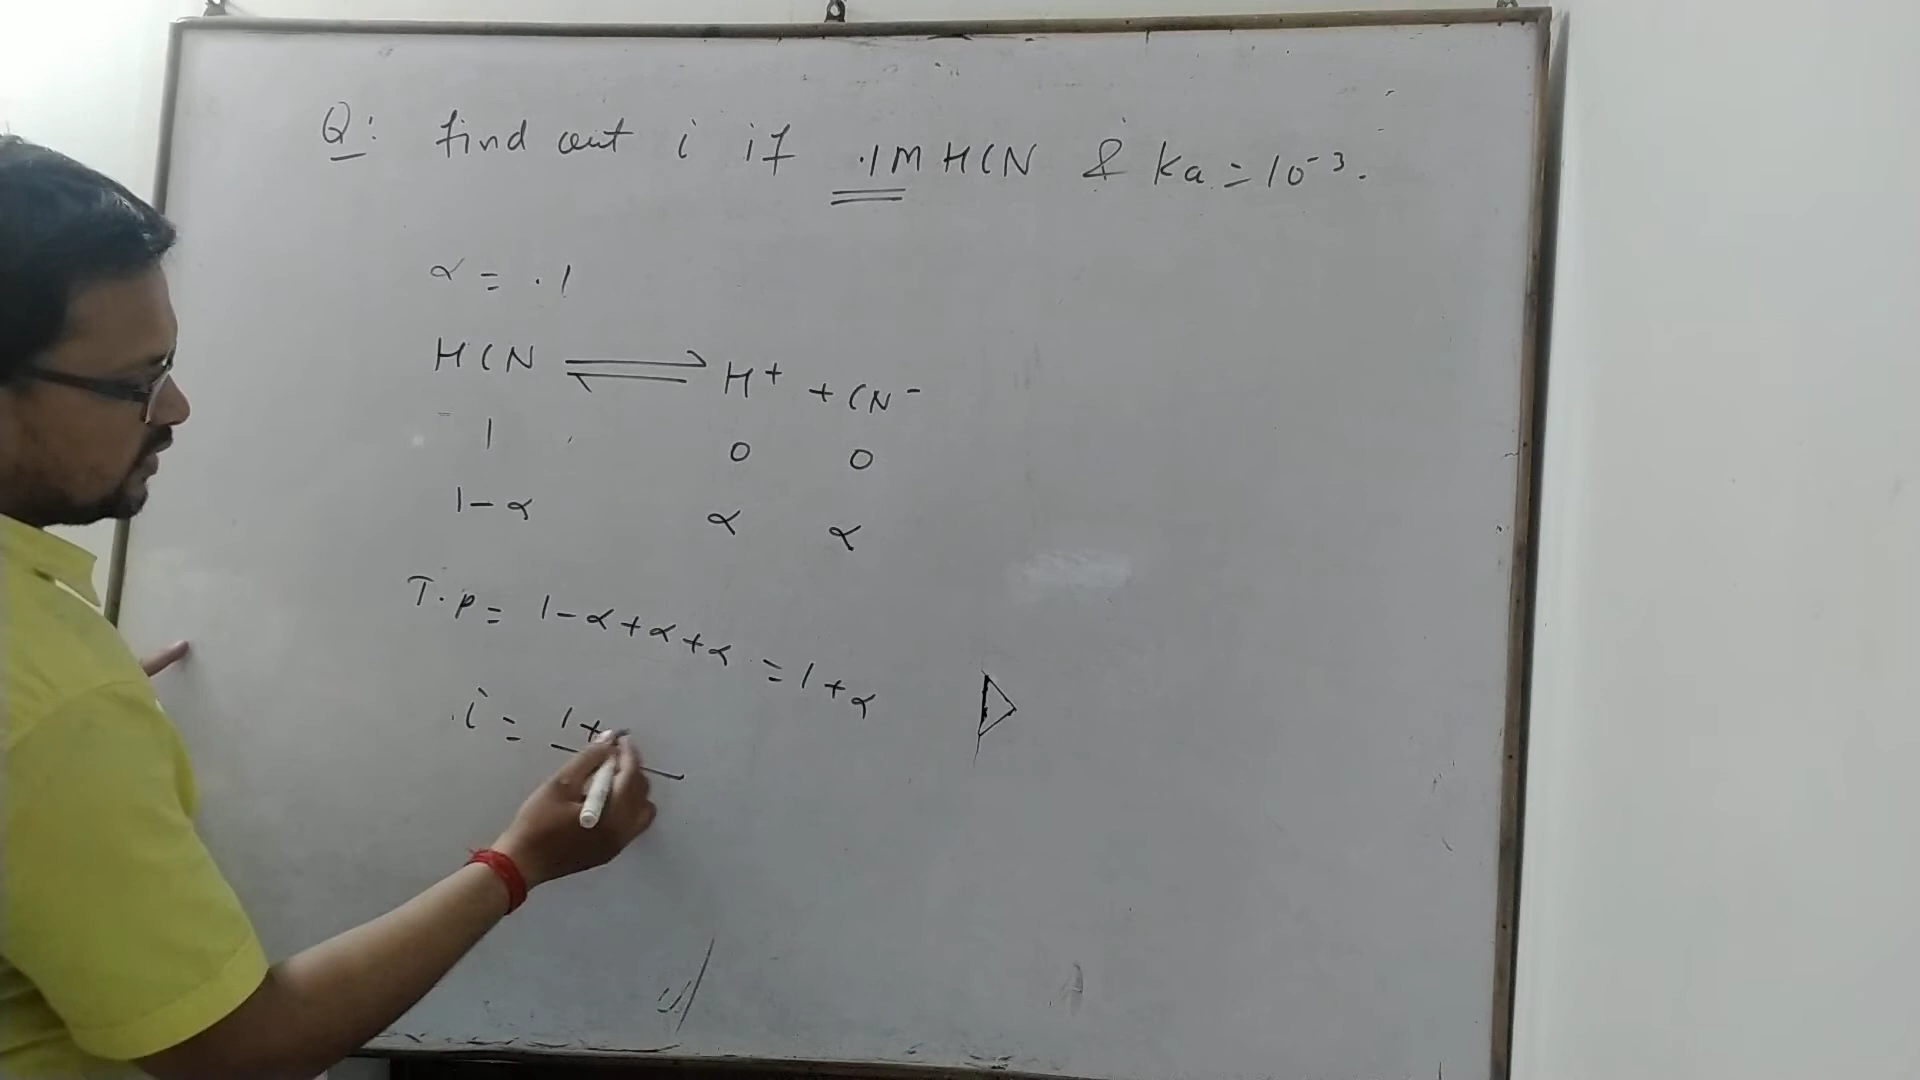 Q: find out i if .1M HCN & Ka = 10⁻³.
α = .1
HCN ⇌ H⁺ + CN⁻
1 0 0
1-α α α
T.P = 1-α+α+α = 1+α
i = 1+